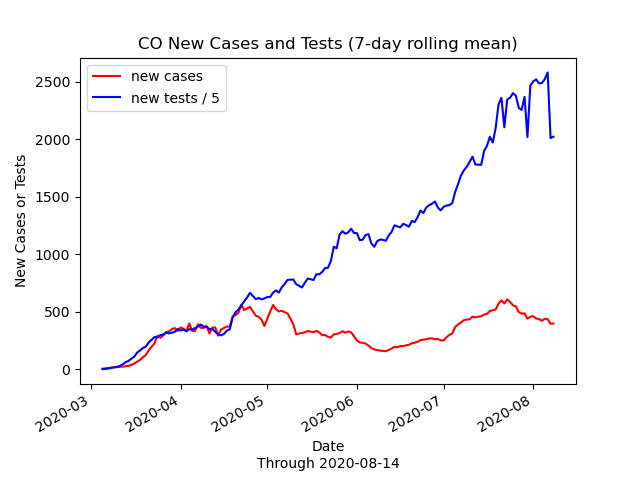 CO New Cases and Tests (7-day rolling mean)
new cases
new tests / 5
New Cases or Tests
2500
2000
1500
1000
500
0
2020-03
2020-04
2020-05
2020-06
2020-07
2020-08
Date
Through 2020-08-14